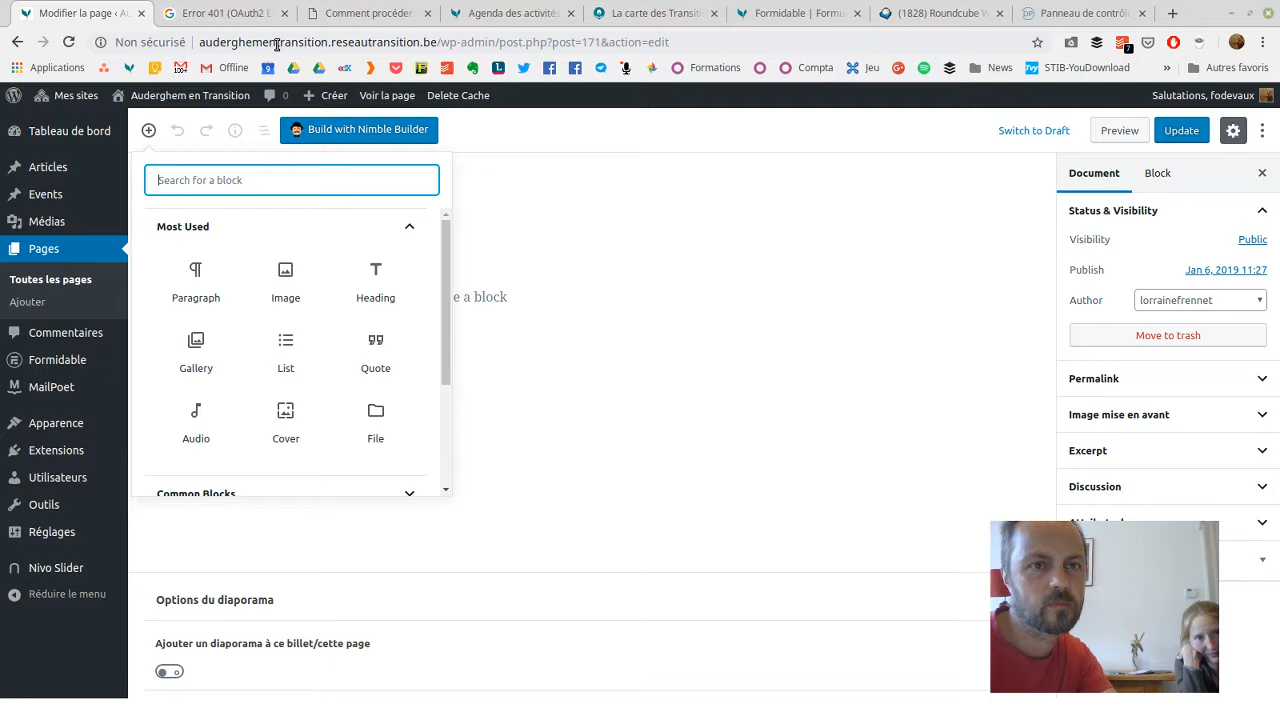 Modifier la page ‹ Au
Error 401 (OAuth2 E
Comment procéder
Agenda des activités
La carte des Transiti
Formidable | Formu
(1828) Roundcube W
Panneau de contrôl
Non sécurisé
auderghementransition.reseautransition.be/wp-admin/post.php?post=171&action=edit
7
Applications
100+
Offline
edX
Formations
Compta
Jeu
News
STIB-YouDownload
»
Autres favoris
Mes sites
Auderghem en Transition
0
Créer
Voir la page
Delete Cache
Salutations, fodevaux
Tableau de bord
Articles
Events
Médias
Pages
Toutes les pages
Ajouter
Commentaires
Formidable
MailPoet
Apparence
Extensions
Utilisateurs
Outils
Réglages
Nivo Slider
Réduire le menu
Build with Nimble Builder
Switch to Draft
Preview
Update
Search for a block
Most Used
Paragraph
Image
Heading
Gallery
List
Quote
Audio
Cover
File
Common Blocks
e a block
Options du diaporama
Ajouter un diaporama à ce billet/cette page
Document
Block
Status & Visibility
Visibility
Public
Publish
Jan 6, 2019 11:27
Author
lorrainefrennet
Move to trash
Permalink
Image mise en avant
Excerpt
Discussion